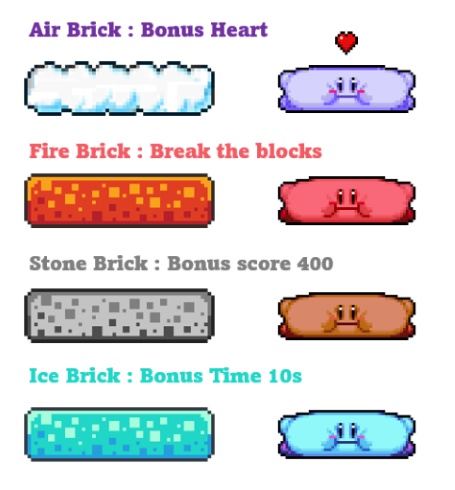 Air Brick : Bonus Heart
Fire Brick : Break the blocks
Stone Brick : Bonus score 400
Ice Brick : Bonus Time 10s